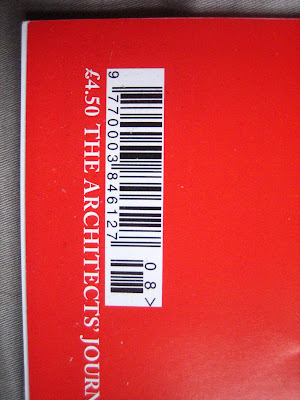 9 770003 846127
08>
£4.50 THE ARCHITECTS' JOURN